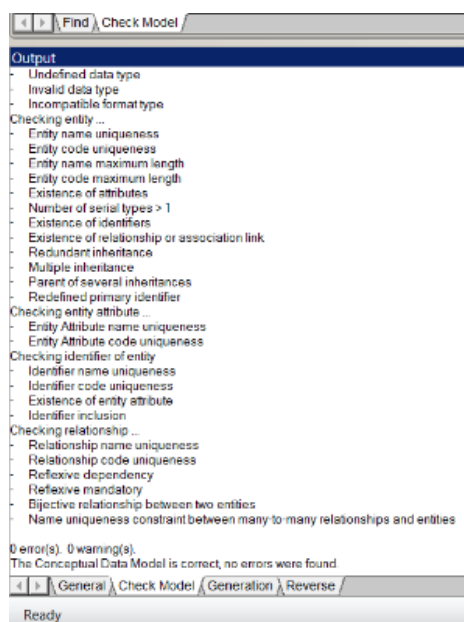 Find Check Model
Output
- Undefined data type
- Invalid data type
- Incompatible format type
Checking entity ...
- Entity name uniqueness
- Entity code uniqueness
- Entity name maximum length
- Entity code maximum length
- Existence of attributes
- Number of serial types > 1
- Existence of identifiers
- Existence of relationship or association link
- Redundant inheritance
- Multiple inheritance
- Parent of several inheritances
- Redefined primary identifier
Checking entity attribute ...
- Entity Attribute name uniqueness
- Entity Attribute code uniqueness
Checking identifier of entity
- Identifier name uniqueness
- Identifier code uniqueness
- Existence of entity attribute
- Identifier inclusion
Checking relationship ...
- Relationship name uniqueness
- Relationship code uniqueness
- Reflexive dependency
- Reflexive mandatory
- Bijective relationship between two entities
- Name uniqueness constraint between many-to-many relationships and entities
0 error(s). 0 warning(s).
The Conceptual Data Model is correct, no errors were found.
General Check Model Generation Reverse
Ready